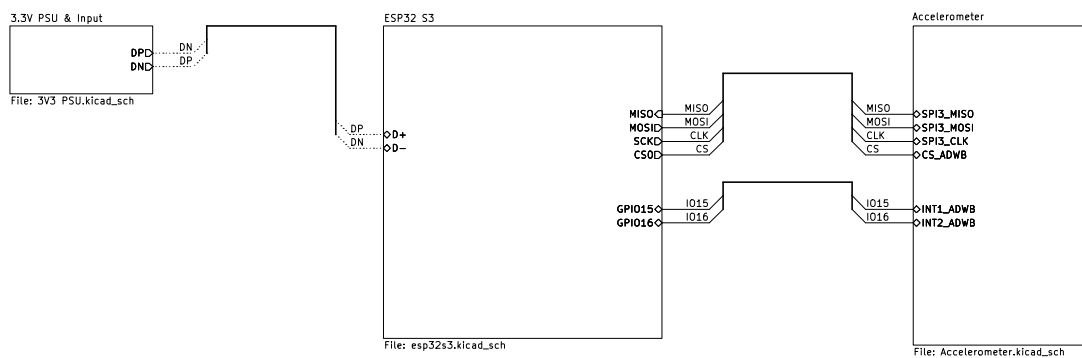 3.3V PSU & Input
DP
DN
DN
DP
File: 3V3 PSU.kicad_sch
ESP32 S3
DP
DN
D+
D-
MISO
MOSI
SCK
CS0
MISO
MOSI
CLK
CS
GPIO15
GPIO16
IO15
IO16
File: esp32s3.kicad_sch
Accelerometer
MISO
MOSI
CLK
CS
SPI3_MISO
SPI3_MOSI
SPI3_CLK
CS_ADWB
IO15
IO16
INT1_ADWB
INT2_ADWB
File: Accelerometer.kicad_sch